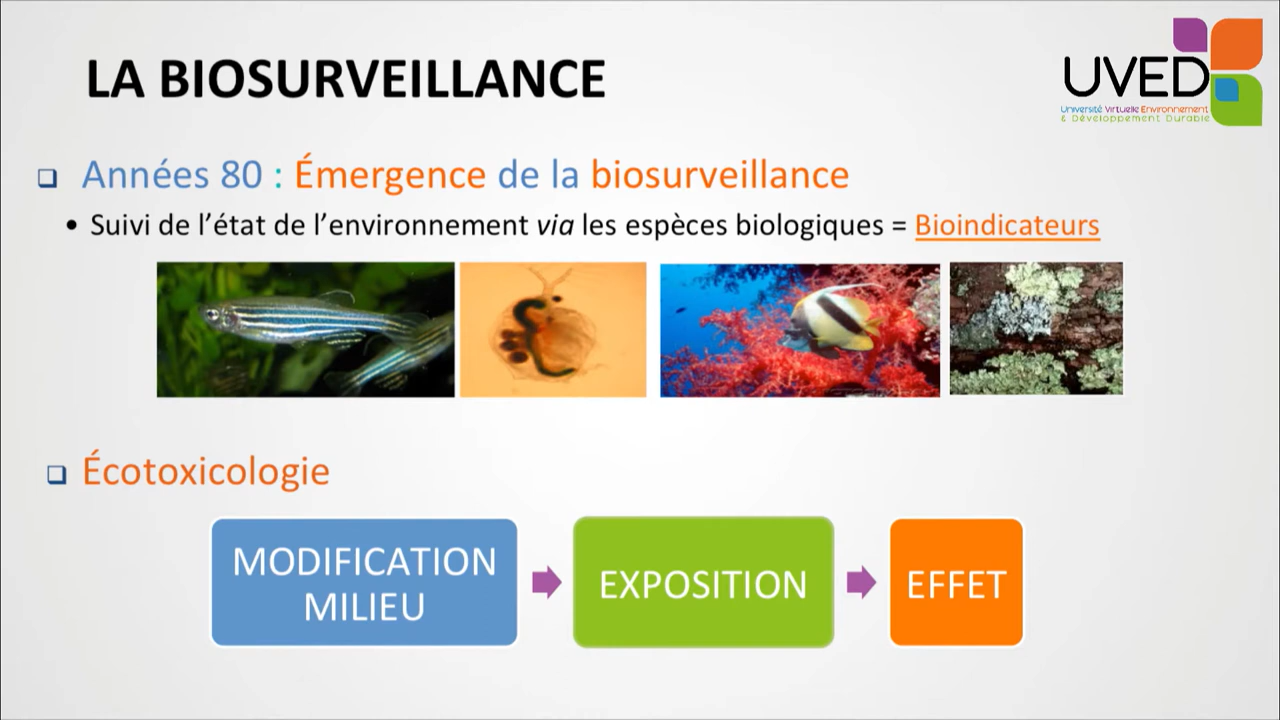 LA BIOSURVEILLANCE
UVED
Université Virtuelle Environnement
& Développement Durable
Années 80 : Émergence de la biosurveillance
• Suivi de l’état de l’environnement via les espèces biologiques = Bioindicateurs
Écotoxicologie
MODIFICATION
MILIEU
EXPOSITION
EFFET